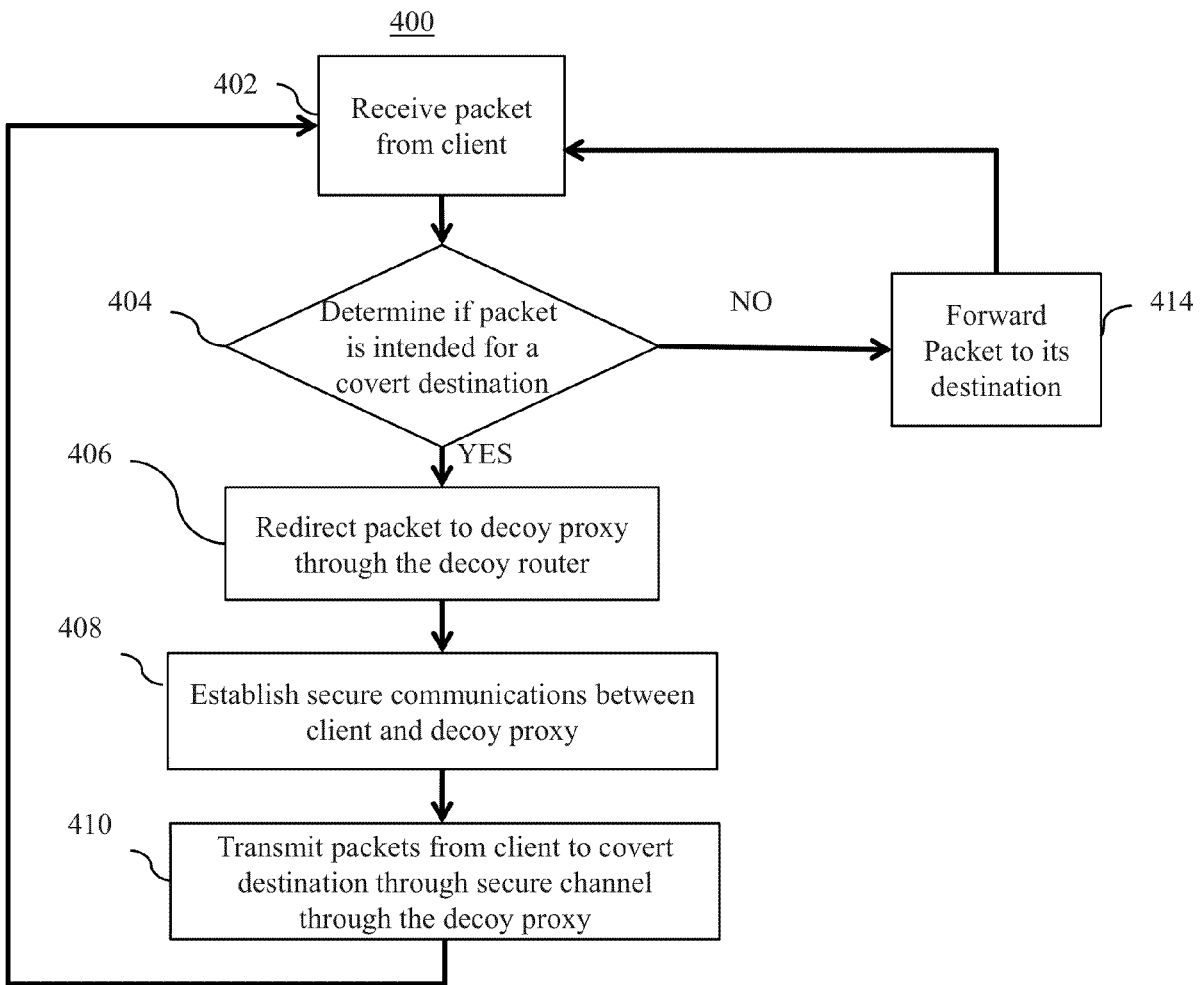 400
402
Receive packet
from client
404
Determine if packet
is intended for a
covert destination
NO
Forward
Packet to its
destination
414
YES
406
Redirect packet to decoy proxy
through the decoy router
408
Establish secure communications between
client and decoy proxy
410
Transmit packets from client to covert
destination through secure channel
through the decoy proxy